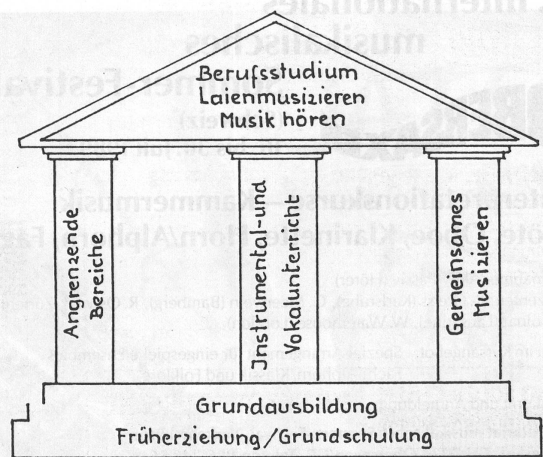 Berufsstudium
Laienmusizieren
Musik hören
Angrenzende
Bereiche
Instrumental-und
Vokalunterricht
Gemeinsames
Musizieren
Grundausbildung
Früherziehung/Grundschulung